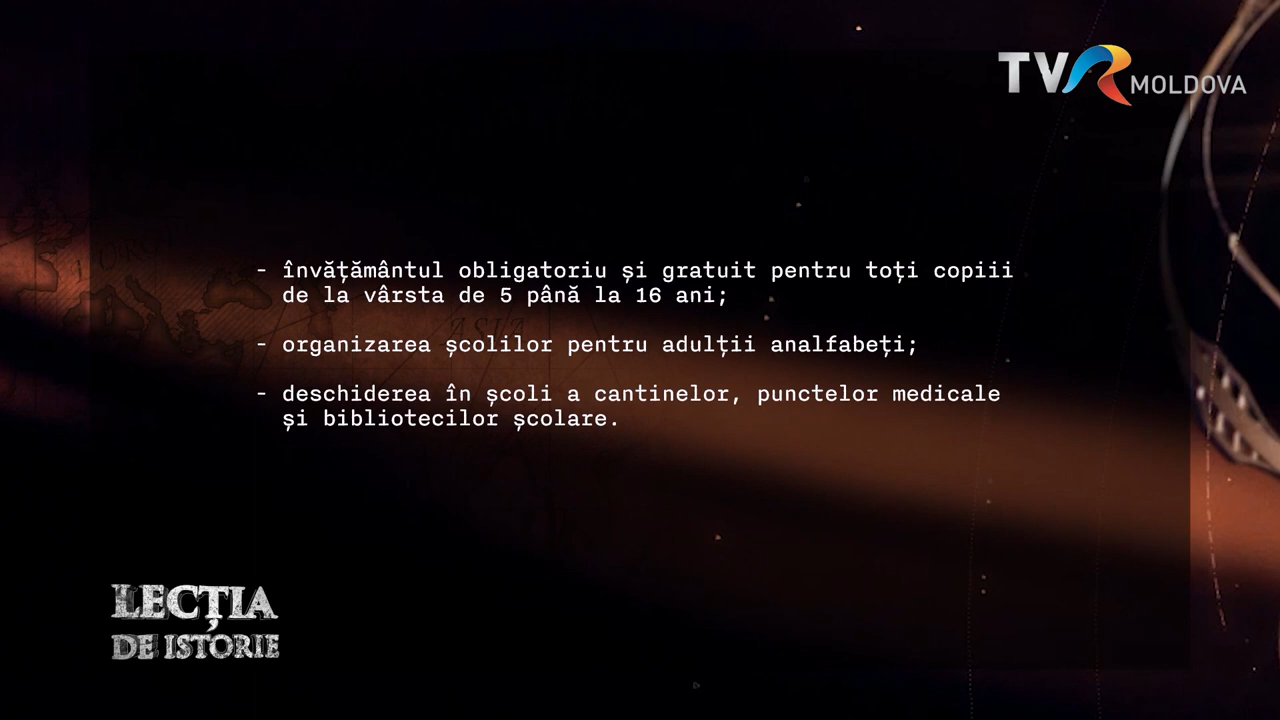 TVR MOLDOVA
- învățământul obligatoriu și gratuit pentru toți copiii
de la vârsta de 5 până la 16 ani;
- organizarea școlilor pentru adulții analfabeți;
- deschiderea în școli a cantinelor, punctelor medicale
și bibliotecilor școlare.
ASIA
LECȚIA
DE ISTORIE